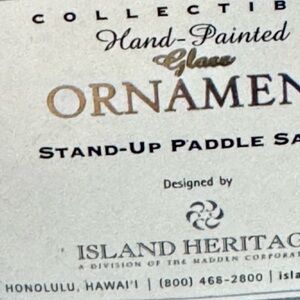 COLLECTIB
Hand-Painted
Glass
ORNAMEN
STAND-UP PADDLE SA
Designed by
ISLAND HERITAG
A DIVISION OF THE MADDEN CORPORAT
HONOLULU, HAWAI'I | (800) 468-2800 | isla